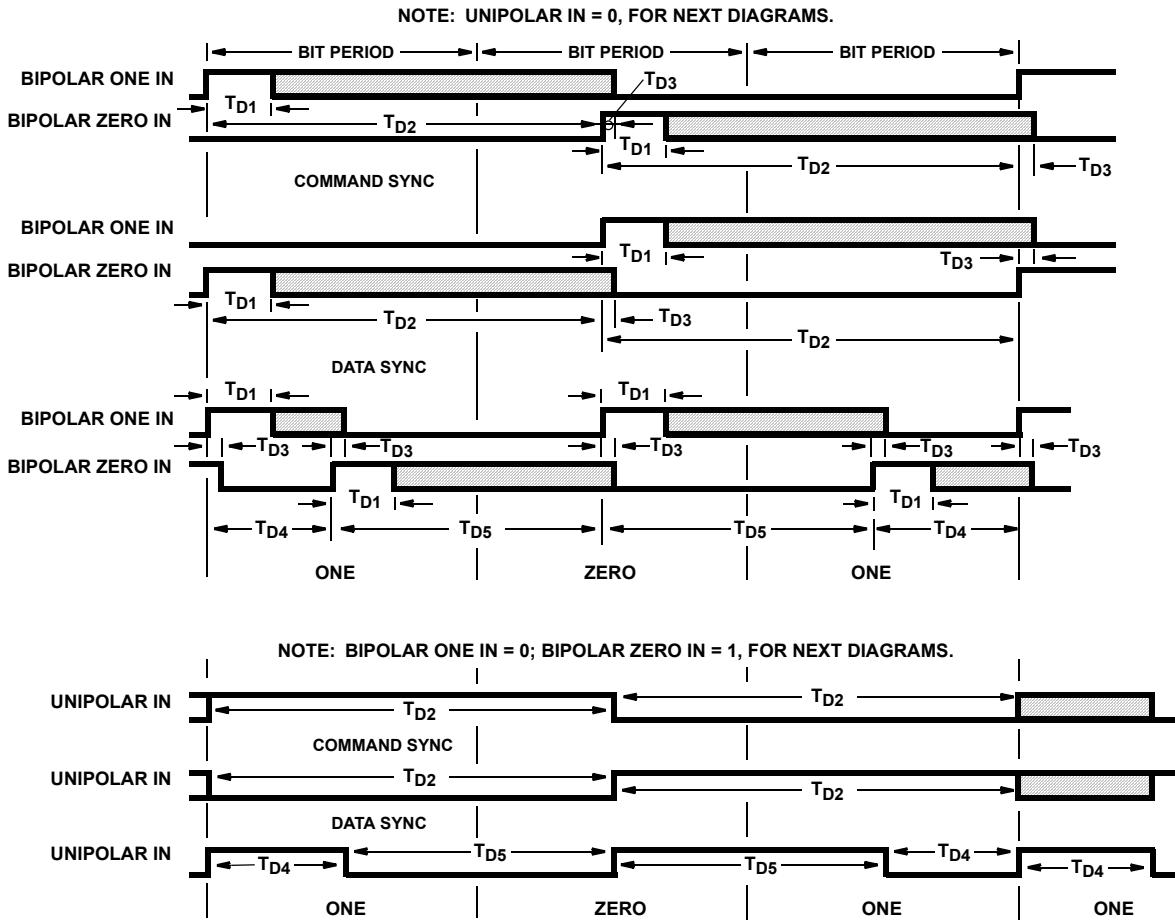 NOTE: UNIPOLAR IN = 0, FOR NEXT DIAGRAMS.
BIT PERIOD BIT PERIOD BIT PERIOD
BIPOLAR ONE IN
TD3
TD1
BIPOLAR ZERO IN
TD2
TD1
TD2
TD3
COMMAND SYNC
BIPOLAR ONE IN
TD1
TD3
BIPOLAR ZERO IN
TD1
TD2
TD3
TD2
DATA SYNC
TD1 TD1
BIPOLAR ONE IN
TD3 TD3 TD3 TD3 TD3
BIPOLAR ZERO IN
TD1 TD1
TD4 TD5 TD5 TD4
ONE ZERO ONE
NOTE: BIPOLAR ONE IN = 0; BIPOLAR ZERO IN = 1, FOR NEXT DIAGRAMS.
UNIPOLAR IN
TD2 TD2
COMMAND SYNC
UNIPOLAR IN
TD2 TD2
DATA SYNC
UNIPOLAR IN
TD4 TD5 TD5 TD4 TD4
ONE ZERO ONE ONE